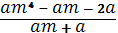 am⁴ − am − 2a
am + a